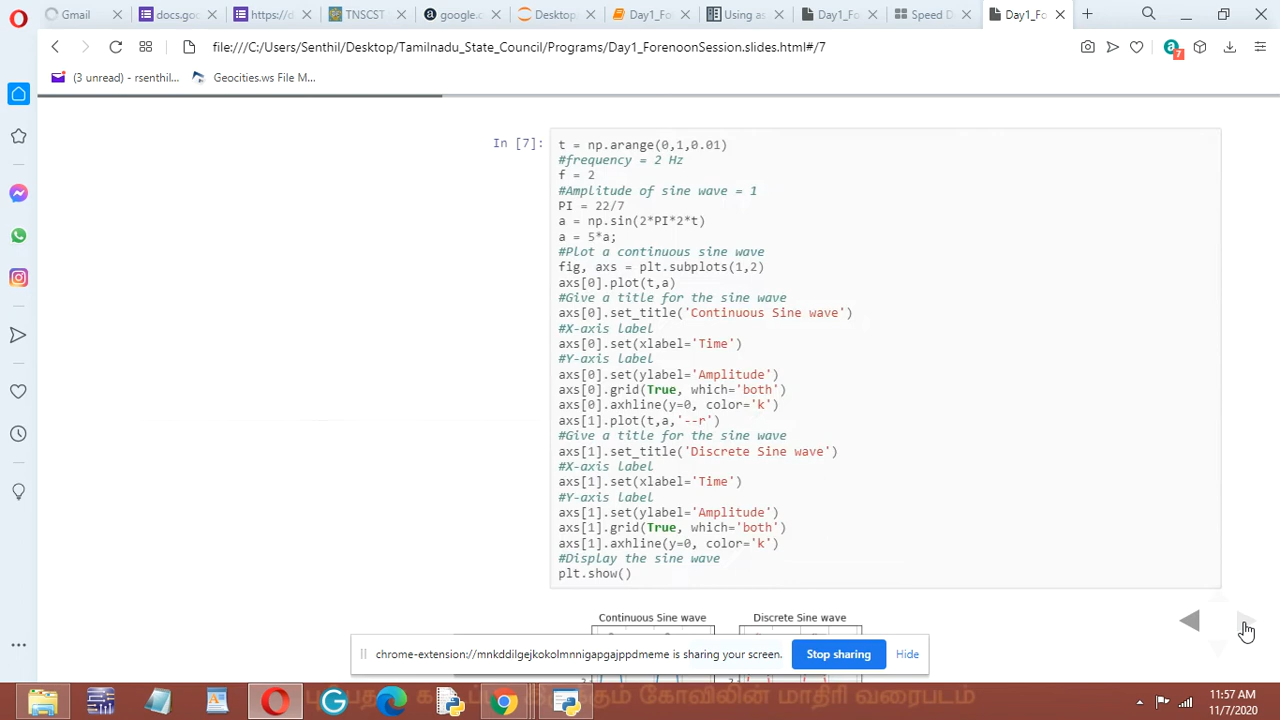 Gmail
docs.goo
https://d
TNSCST
google.c
Desktop
Day1_Fo
Using as
Day1_Fo
Speed D
Day1_Fo
file:///C:/Users/Senthil/Desktop/Tamilnadu_State_Council/Programs/Day1_ForenoonSession.slides.html#/7
7
(3 unread) - rsenthil...
Geocities.ws File M...
In [7]:
t = np.arange(0,1,0.01)
#frequency = 2 Hz
f = 2
#Amplitude of sine wave = 1
PI = 22/7
a = np.sin(2*PI*2*t)
a = 5*a;
#Plot a continuous sine wave
fig, axs = plt.subplots(1,2)
axs[0].plot(t,a)
#Give a title for the sine wave
axs[0].set_title('Continuous Sine wave')
#X-axis label
axs[0].set(xlabel='Time')
#Y-axis label
axs[0].set(ylabel='Amplitude')
axs[0].grid(True, which='both')
axs[0].axhline(y=0, color='k')
axs[1].plot(t,a,'--r')
#Give a title for the sine wave
axs[1].set_title('Discrete Sine wave')
#X-axis label
axs[1].set(xlabel='Time')
#Y-axis label
axs[1].set(ylabel='Amplitude')
axs[1].grid(True, which='both')
axs[1].axhline(y=0, color='k')
#Display the sine wave
plt.show()
Continuous Sine wave Discrete Sine wave
chrome-extension://mnkddilgejkokolmnnigapgajppdmeme is sharing your screen. Stop sharing Hide
கோவிலின் மாதிரி வரைபடம்
11:57 AM
11/7/2020